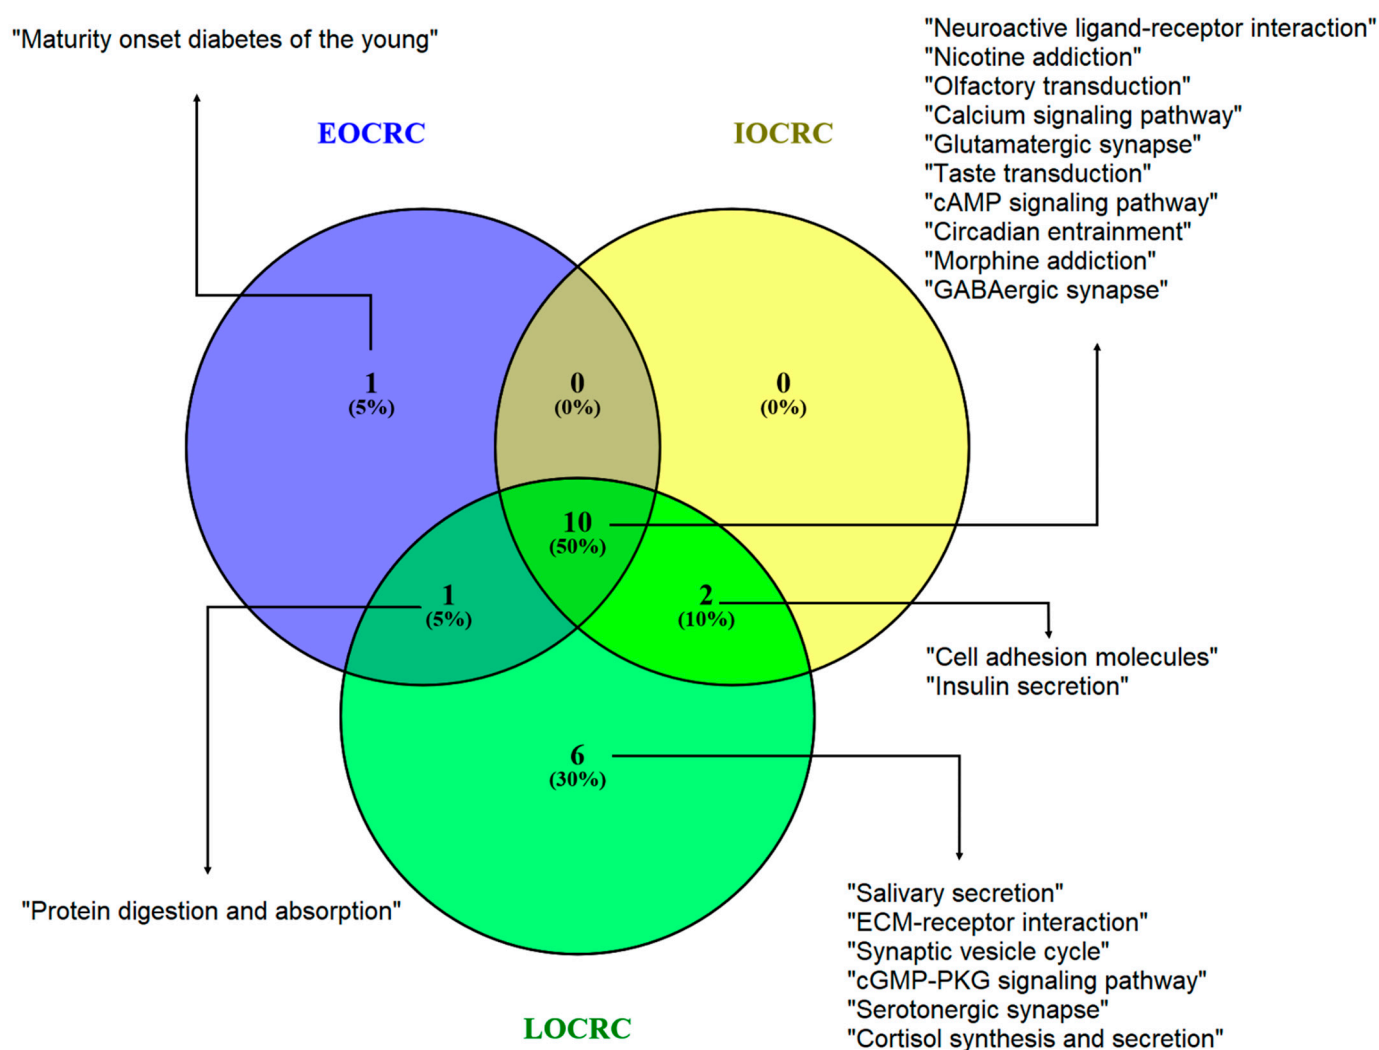 "Maturity onset diabetes of the young"
EOCRC
IOCRC
"Neuroactive ligand-receptor interaction"
"Nicotine addiction"
"Olfactory transduction"
"Calcium signaling pathway"
"Glutamatergic synapse"
"Taste transduction"
"cAMP signaling pathway"
"Circadian entrainment"
"Morphine addiction"
"GABAergic synapse"
1
(5%)
0
(0%)
0
(0%)
10
(50%)
1
(5%)
2
(10%)
"Cell adhesion molecules"
"Insulin secretion"
6
(30%)
"Protein digestion and absorption"
"Salivary secretion"
"ECM-receptor interaction"
"Synaptic vesicle cycle"
"cGMP-PKG signaling pathway"
"Serotonergic synapse"
"Cortisol synthesis and secretion"
LOCRC